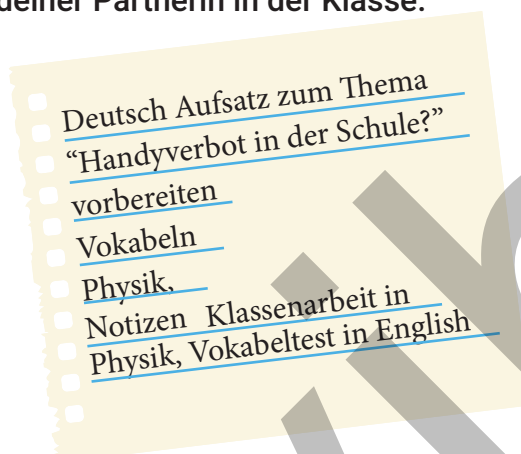 deiner Partnerin in der Klasse.
Deutsch Aufsatz zum Thema
“Handyverbot in der Schule?”
vorbereiten
Vokabeln
Physik,
Notizen Klassenarbeit in
Physik, Vokabeltest in English